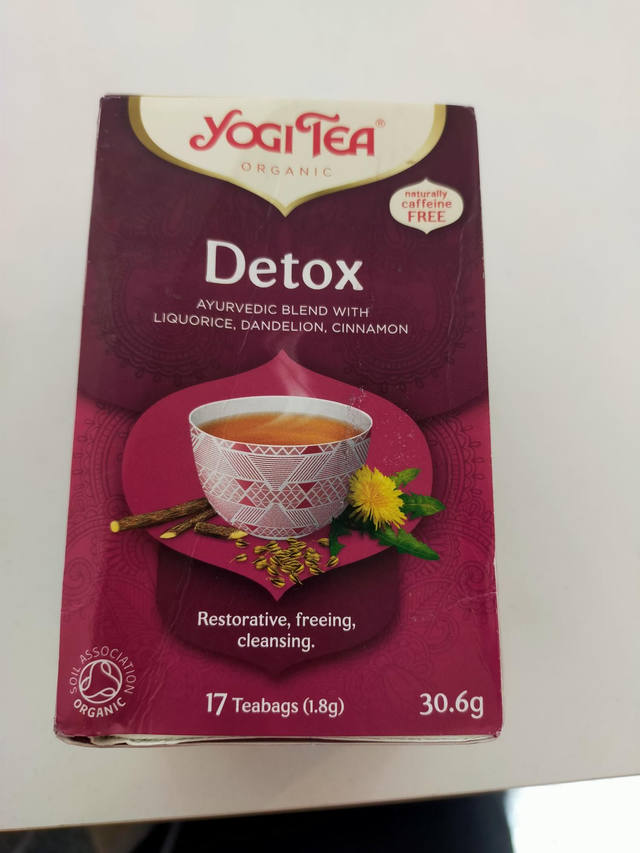 YOGI TEA®
ORGANIC
naturally
caffeine
FREE
Detox
AYURVEDIC BLEND WITH
LIQUORICE, DANDELION, CINNAMON
Restorative, freeing,
cleansing.
SOIL ASSOCIATION
ORGANIC
17 Teabags (1.8g)
30.6g